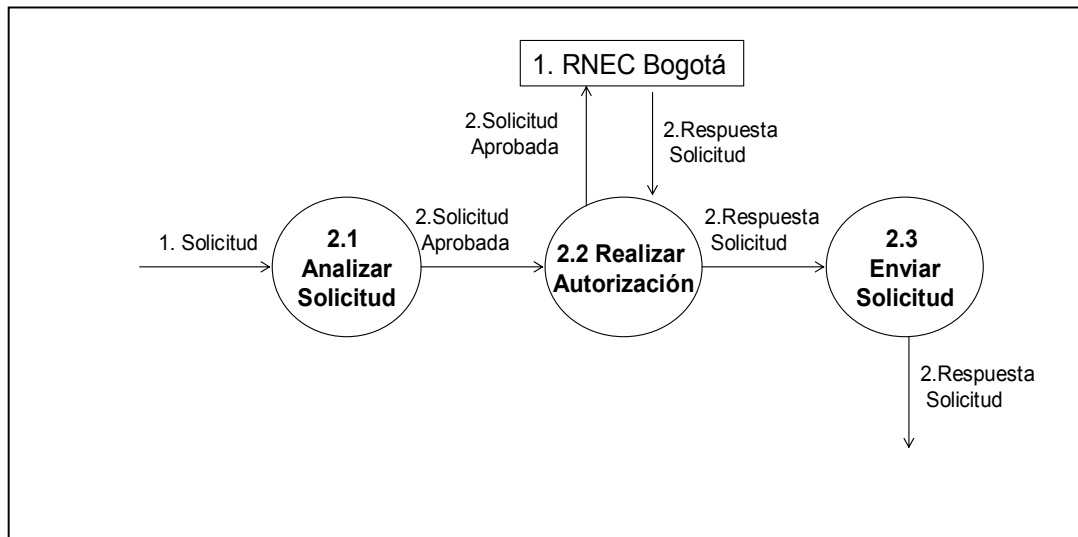 1. RNEC Bogotá
2.Solicitud
Aprobada
2.Respuesta
Solicitud
1. Solicitud
2.1
Analizar
Solicitud
2.Solicitud
Aprobada
2.2 Realizar
Autorización
2.Respuesta
Solicitud
2.3
Enviar
Solicitud
2.Respuesta
Solicitud